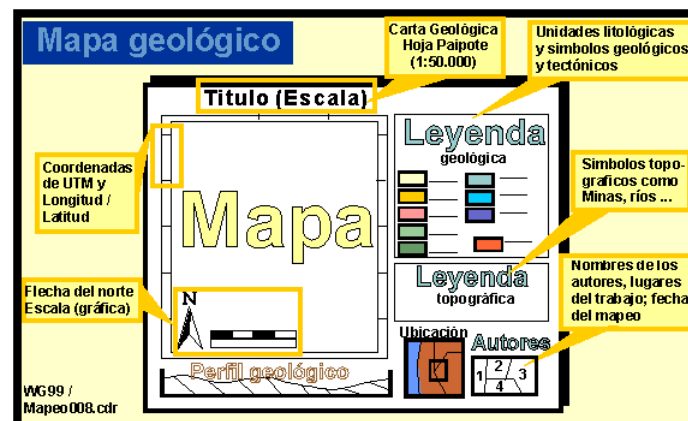 Mapa geológico
Carta Geológica
Hoja Paipote
(1:50.000)
Unidades litológicas
y simbolos geológicos
y tectónicos
Titulo (Escala)
Leyenda
geológica
Coordenadas
de UTM y
Longitud /
Latitud
Mapa
Simbolos topo-
graficos como
Minas, ríos ...
Leyenda
topogràfica
Flecha del norte
Escala (gráfica)
N
Nombres de los
autores, lugares
del trabajo; fecha
del mapeo
Ubicación
Autores
1 2 3
4
Perfil geológico
WG99 /
Mapeo008.cdr